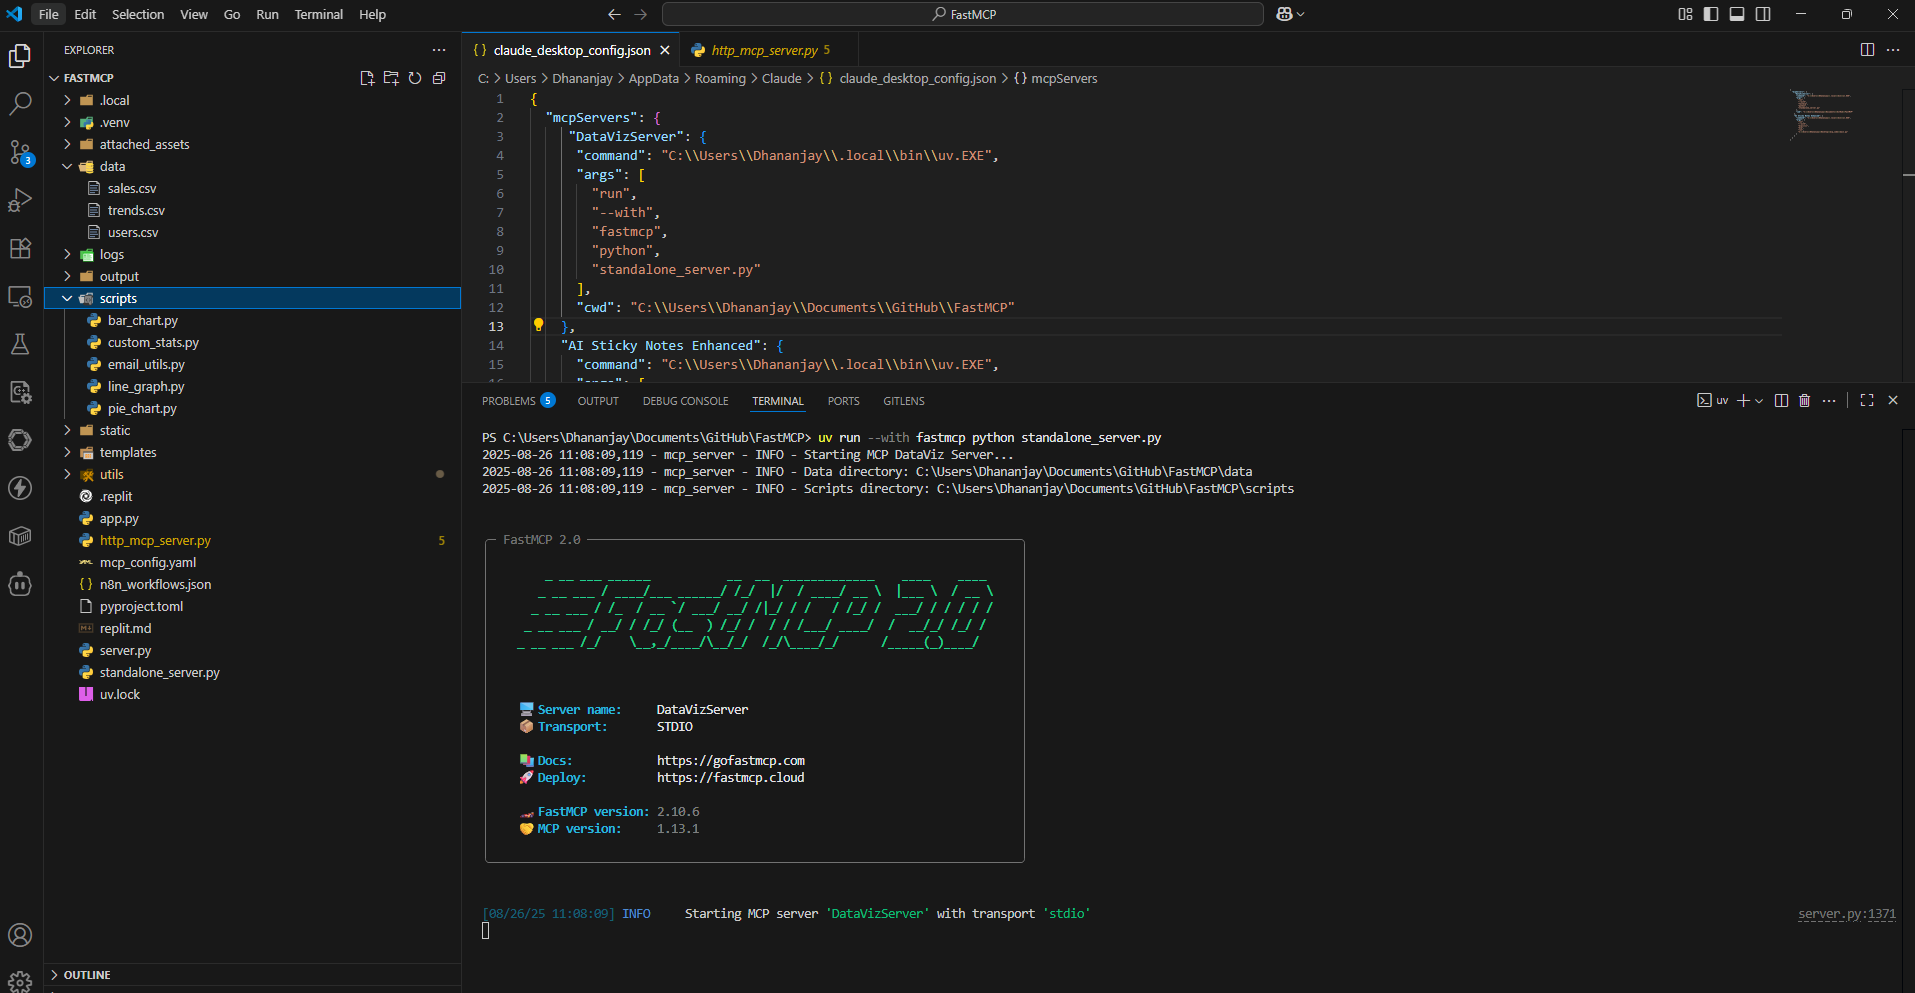 File Edit Selection View Go Run Terminal Help
FastMCP
EXPLORER
FASTMCP
.local
.venv
attached_assets
data
sales.csv
trends.csv
users.csv
logs
output
scripts
bar_chart.py
custom_stats.py
email_utils.py
line_graph.py
pie_chart.py
static
templates
utils
.replit
app.py
http_mcp_server.py 5
mcp_config.yaml
n8n_workflows.json
pyproject.toml
replit.md
server.py
standalone_server.py
uv.lock
OUTLINE
3
claude_desktop_config.json http_mcp_server.py 5
C: > Users > Dhananjay > AppData > Roaming > Claude > {} claude_desktop_config.json > {} mcpServers
1 {
2 "mcpServers": {
3 "DataVizServer": {
4 "command": "C:\\Users\\Dhananjay\\.local\\bin\\uv.EXE",
5 "args": [
6 "run",
7 "--with",
8 "fastmcp",
9 "python",
10 "standalone_server.py"
11 ],
12 "cwd": "C:\\Users\\Dhananjay\\Documents\\GitHub\\FastMCP"
13 },
14 "AI Sticky Notes Enhanced": {
15 "command": "C:\\Users\\Dhananjay\\.local\\bin\\uv.EXE",
16 "args": [
PROBLEMS 5 OUTPUT DEBUG CONSOLE TERMINAL PORTS GITLENS
uv
PS C:\Users\Dhananjay\Documents\GitHub\FastMCP> uv run --with fastmcp python standalone_server.py
2025-08-26 11:08:09,119 - mcp_server - INFO - Starting MCP DataViz Server...
2025-08-26 11:08:09,119 - mcp_server - INFO - Data directory: C:\Users\Dhananjay\Documents\GitHub\FastMCP\data
2025-08-26 11:08:09,119 - mcp_server - INFO - Scripts directory: C:\Users\Dhananjay\Documents\GitHub\FastMCP\scripts
FastMCP 2.0
FastMCP 2.0
Server name: DataVizServer
Transport: STDIO
Docs: https://gofastmcp.com
Deploy: https://fastmcp.cloud
FastMCP version: 2.10.6
MCP version: 1.13.1
[08/26/25 11:08:09] INFO Starting MCP server 'DataVizServer' with transport 'stdio' server.py:1371